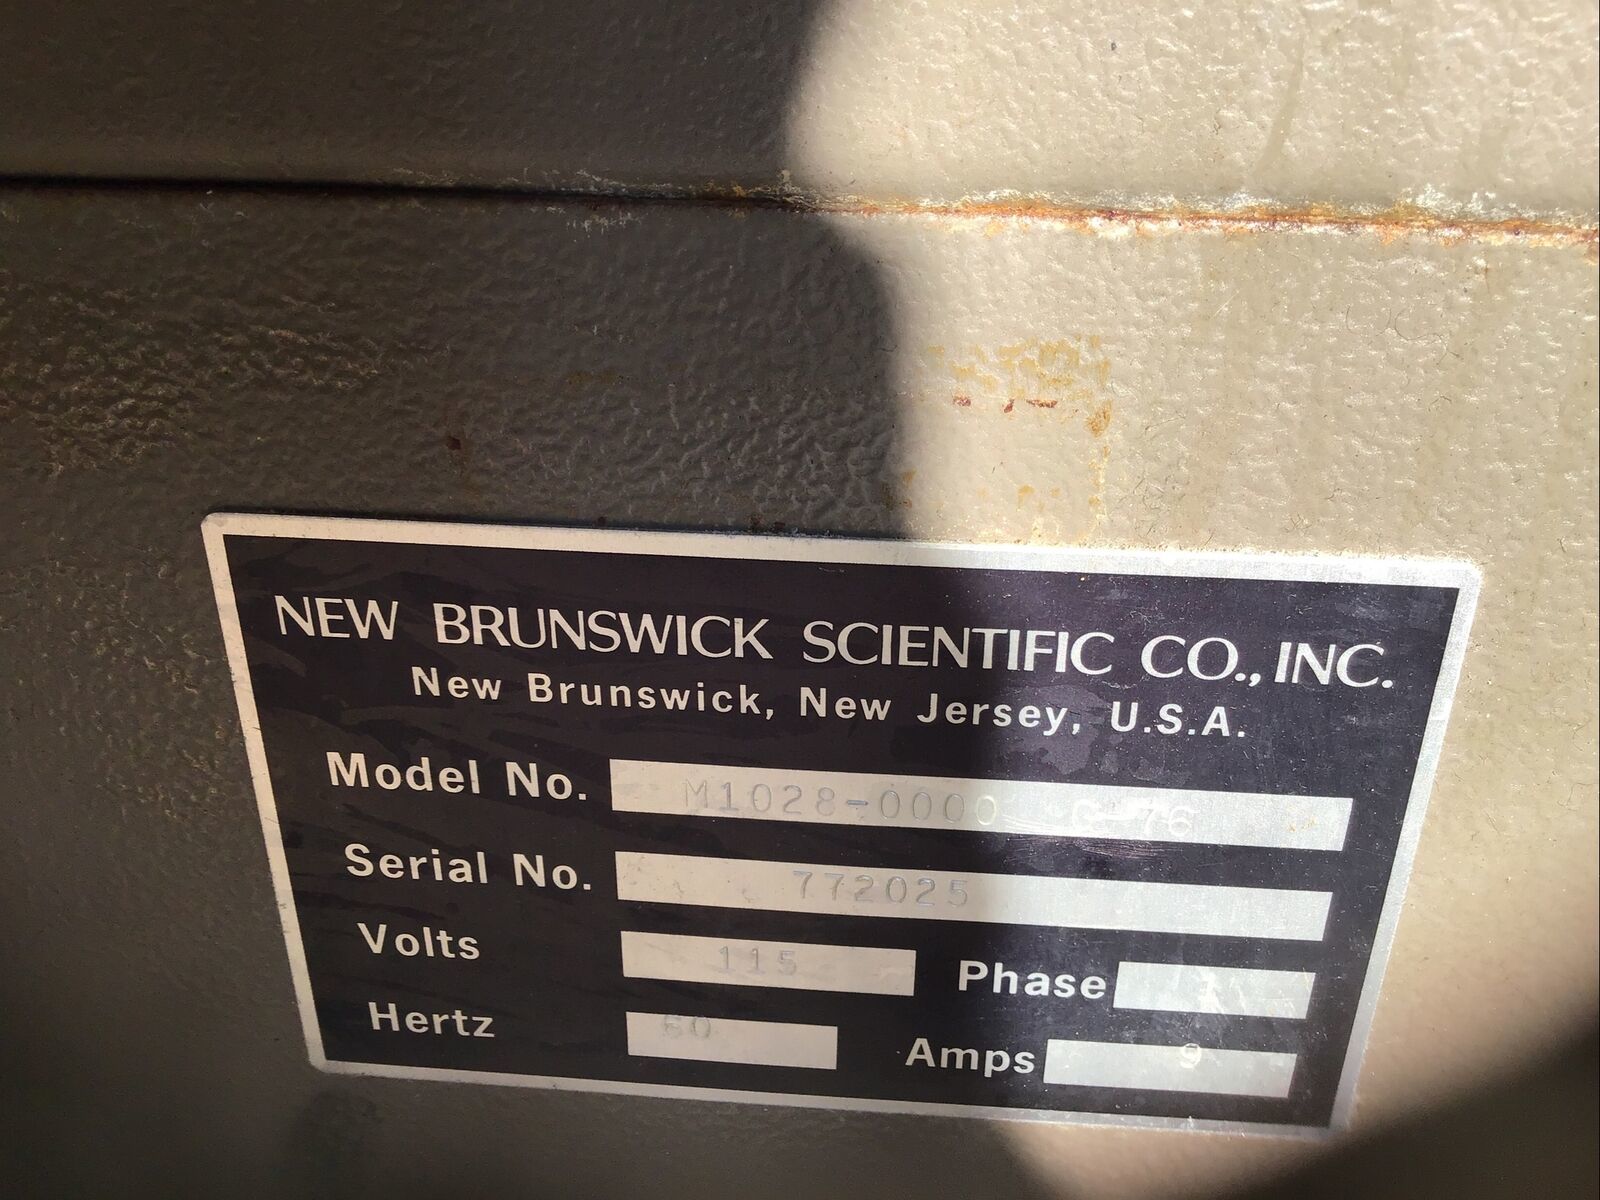 NEW BRUNSWICK SCIENTIFIC CO., INC.
New Brunswick, New Jersey, U.S.A.
Model No. M1028-0000 G-76
Serial No. 772025
Volts 115 Phase 1
Hertz 60 Amps 9